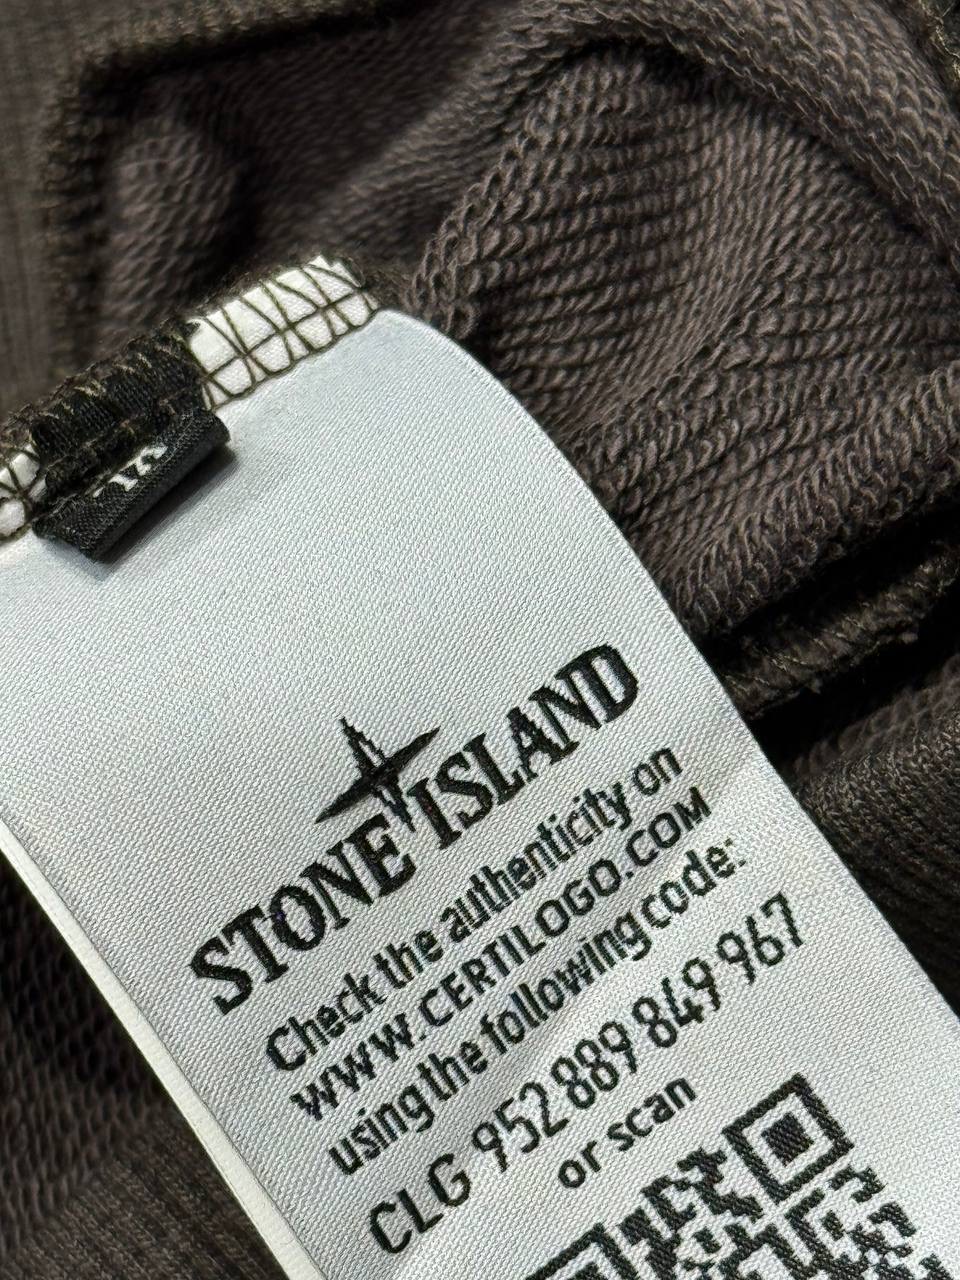 STONE ISLAND
Check the authenticity on
WWW.CERTILOGO.COM
using the following code:
CLG 952 889 849 967
or scan